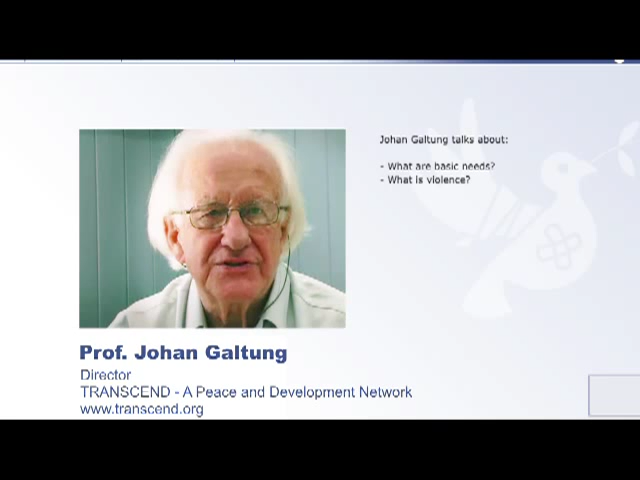 Johan Galtung talks about:
- What are basic needs?
- What is violence?
Prof. Johan Galtung
Director
TRANSCEND - A Peace and Development Network
www.transcend.org